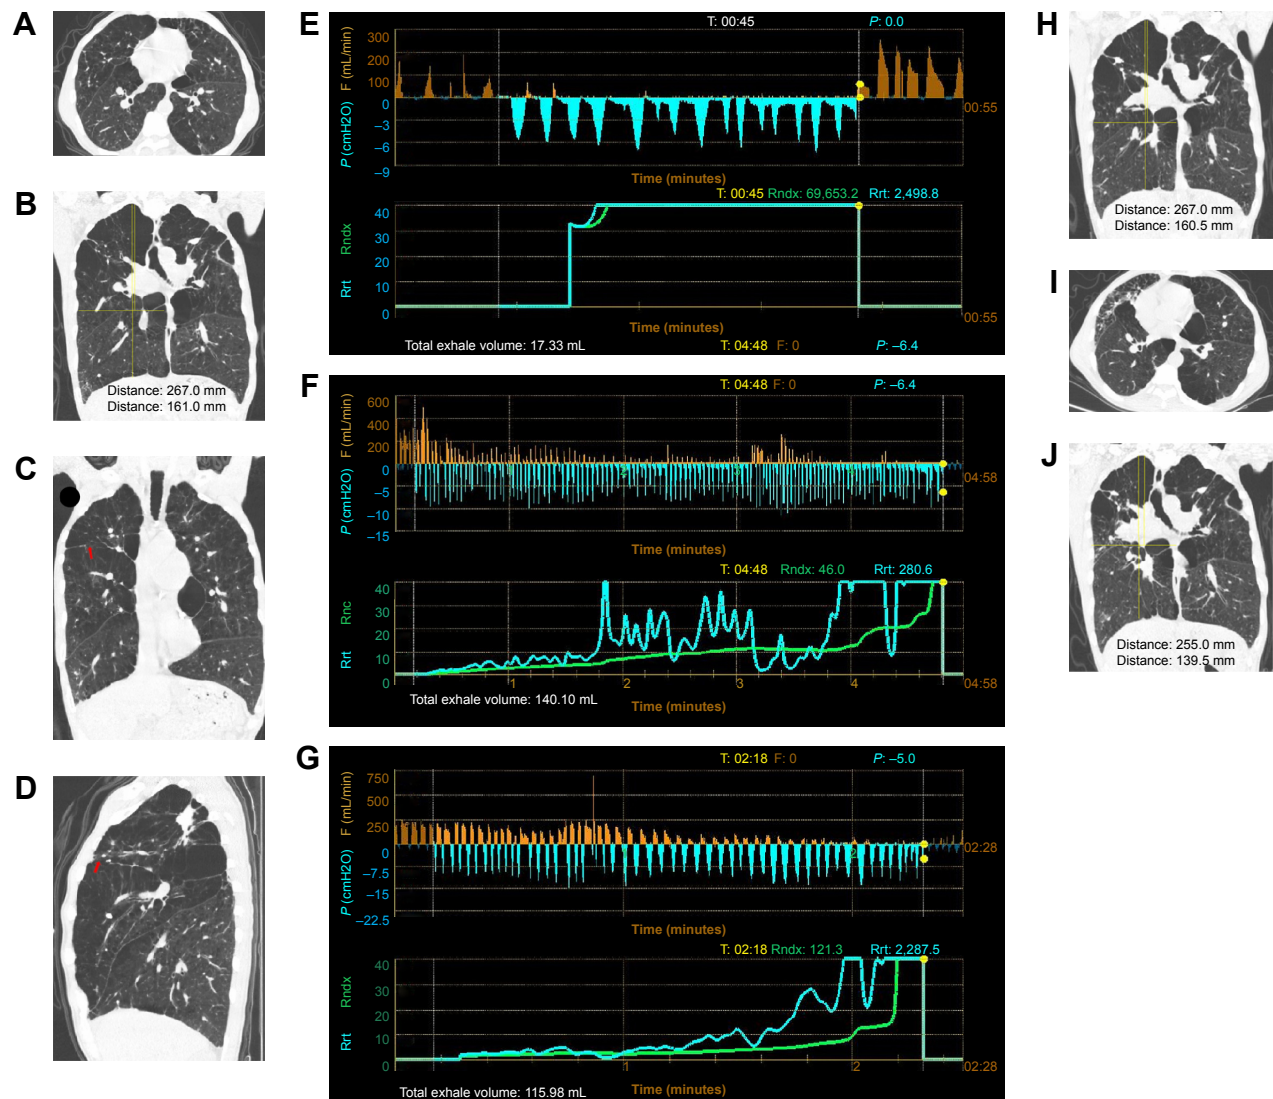 A
B
Distance: 267.0 mm
Distance: 161.0 mm
C
D
E
T: 00:45 P: 0.0
F (mL/min)
P (cmH2O)
300
200
100
0
–3
–6
–9
00:55
Time (minutes)
T: 00:45 Rndx: 69,653.2 Rrt: 2,498.8
Rndx
Rrt
40
30
20
10
0
00:55
Time (minutes)
Total exhale volume: 17.33 mL
T: 04:48 F: 0 P: –6.4
F
T: 04:48 F: 0 P: –6.4
F (mL/min)
P (cmH2O)
600
400
200
0
–5
–10
–15
04:58
Time (minutes)
T: 04:48 Rndx: 46.0 Rrt: 280.6
Rnc
Rrt
40
30
20
10
0
1
2
3
4
04:58
Total exhale volume: 140.10 mL
Time (minutes)
G
T: 02:18 F: 0 P: –5.0
F (mL/min)
P (cmH2O)
750
500
250
0
–7.5
–15
–22.5
02:28
Time (minutes)
T: 02:18 Rndx: 121.3 Rrt: 2,287.5
Rndx
Rrt
40
30
20
10
0
1
2
02:28
Total exhale volume: 115.98 mL
Time (minutes)
H
Distance: 267.0 mm
Distance: 160.5 mm
I
J
Distance: 255.0 mm
Distance: 139.5 mm